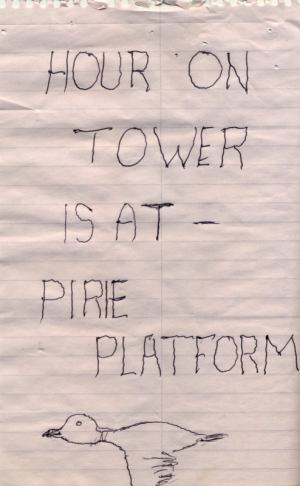 HOUR ON
TOWER
IS AT -
PIRIE
PLATFORM